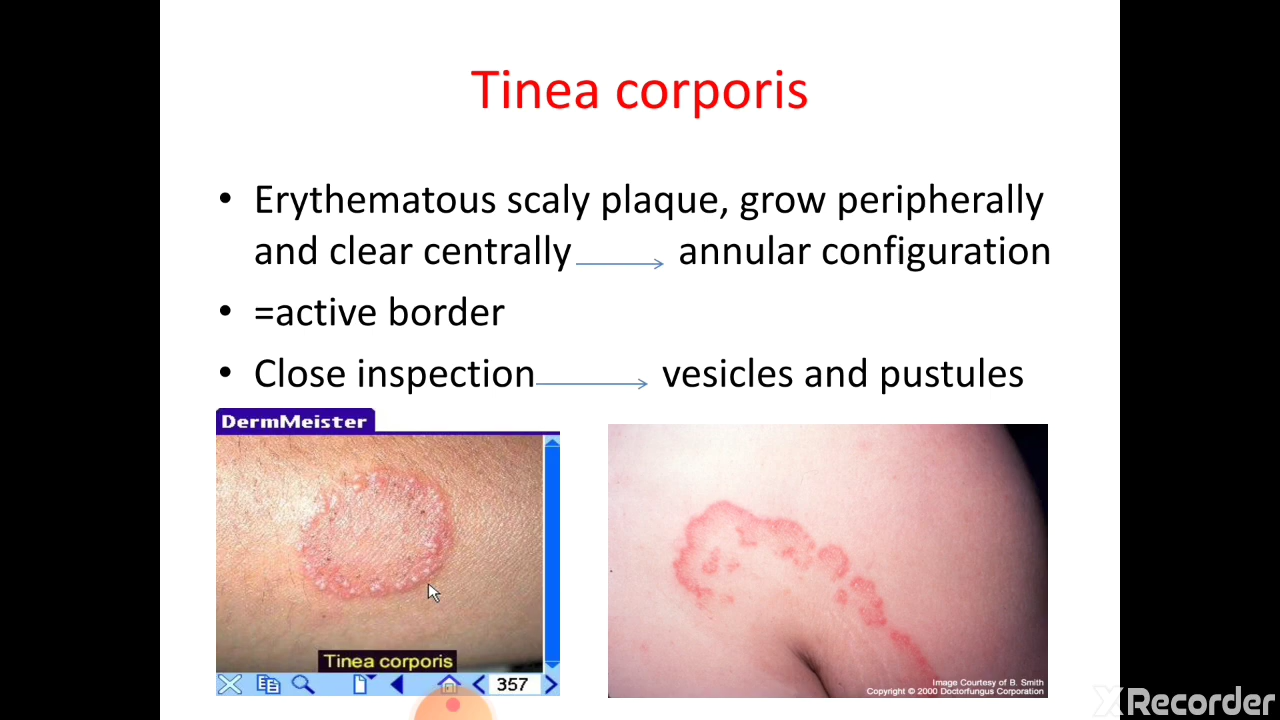 Tinea corporis
• Erythematous scaly plaque, grow peripherally
and clear centrally annular configuration
• =active border
• Close inspection vesicles and pustules
DermMeister
Tinea corporis
357
Image Courtesy of B. Smith
Copyright © 2000 Doctorfungus Corporation
XRecorder